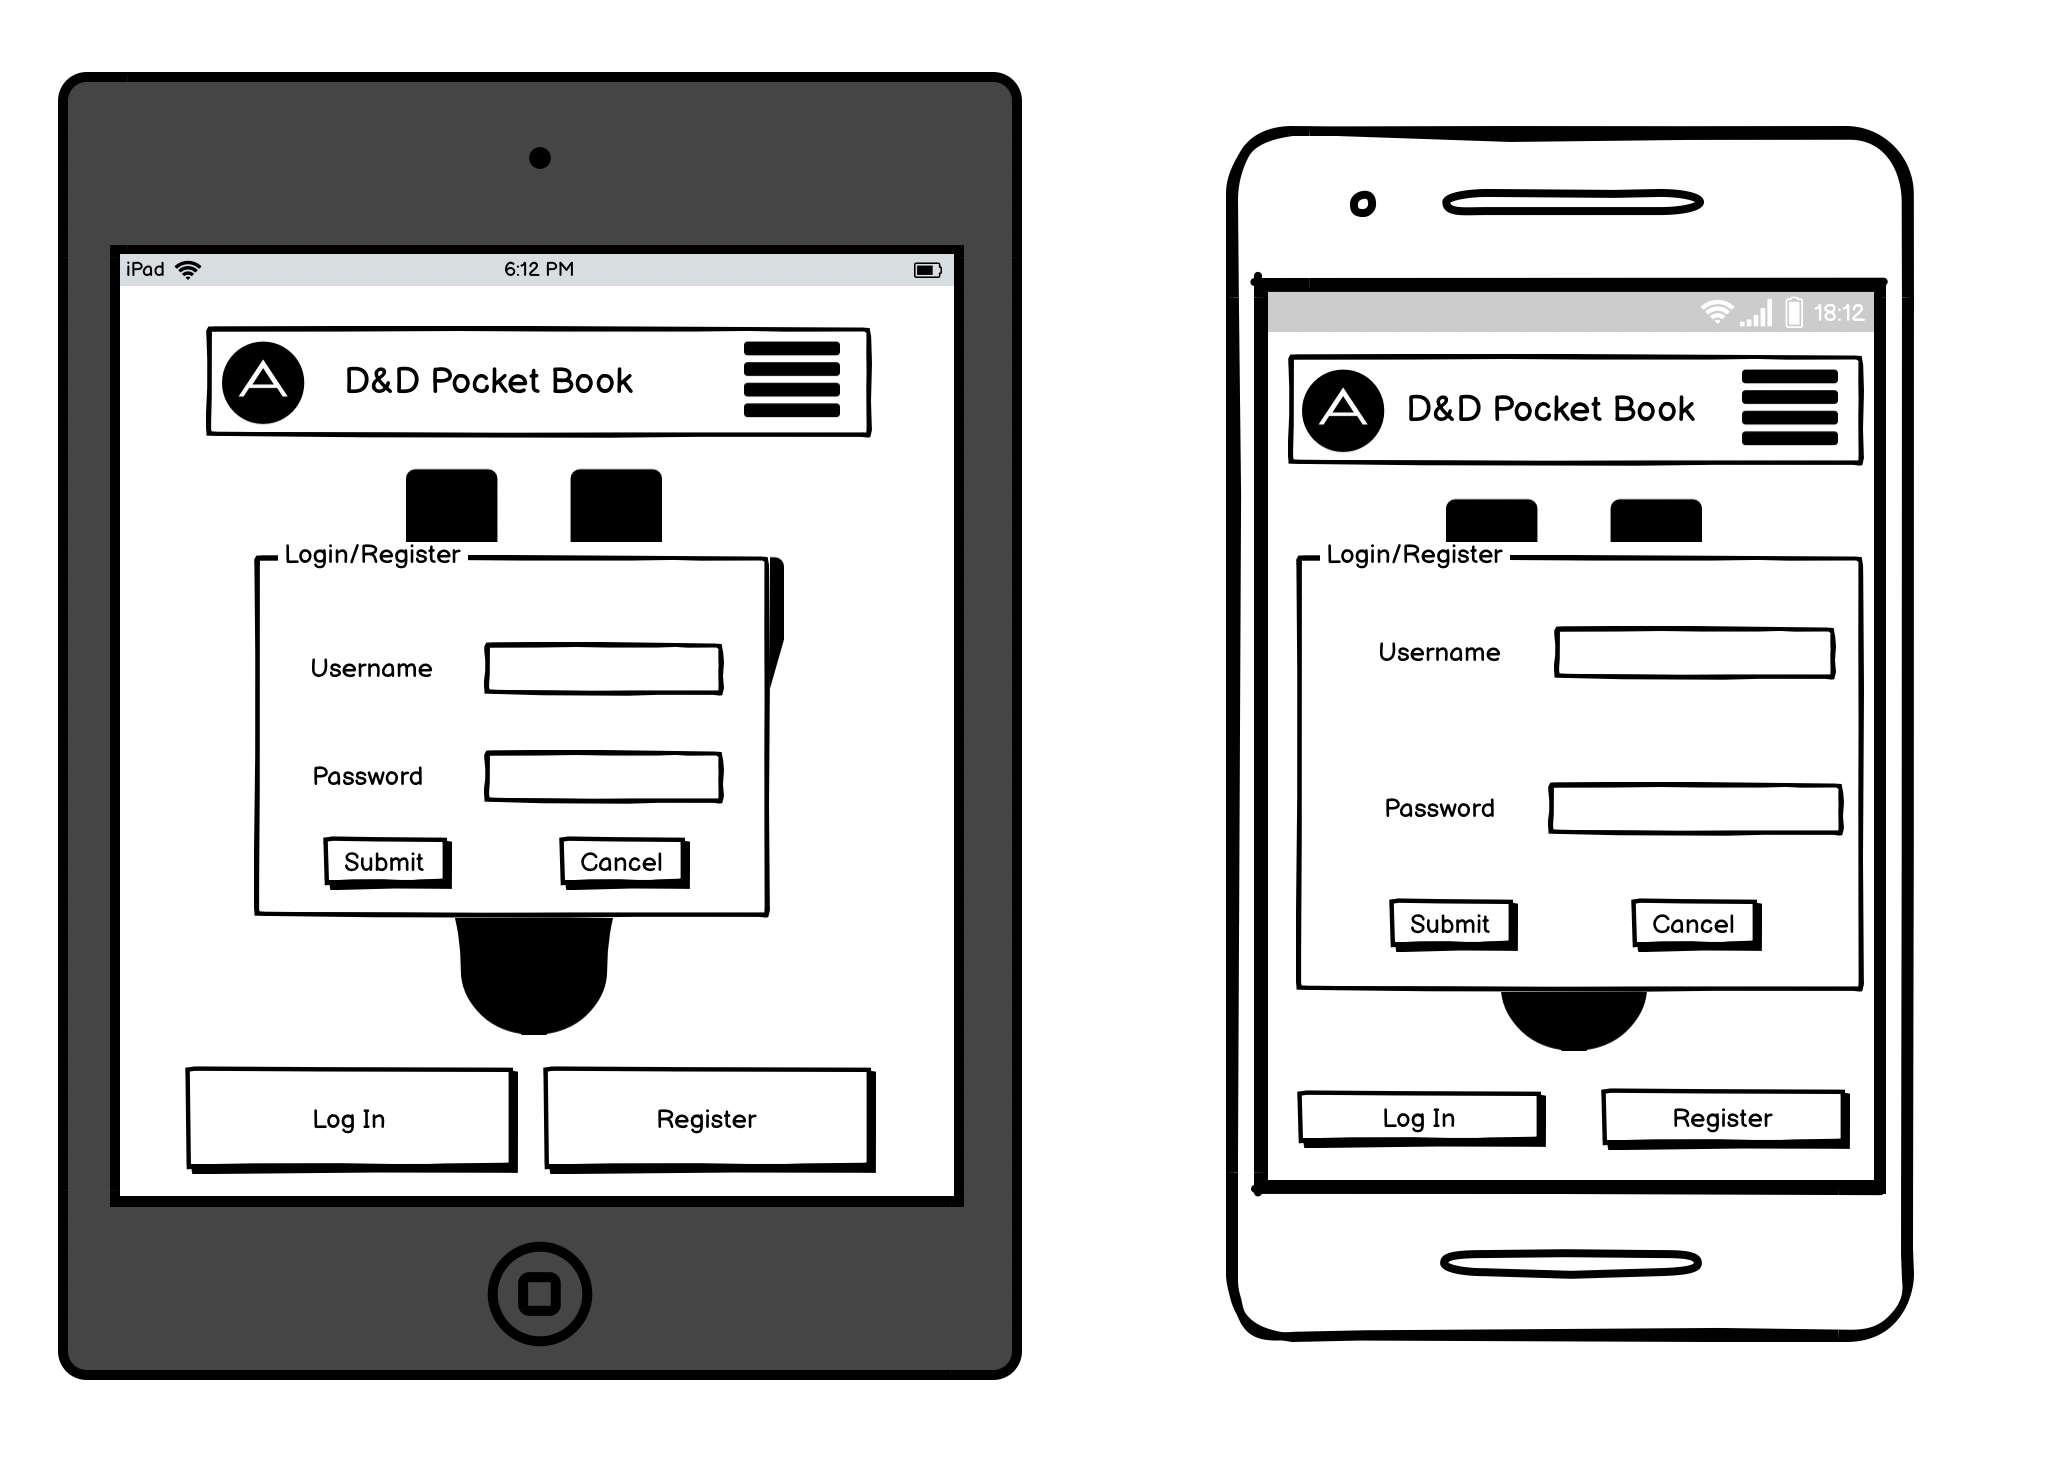 iPad
6:12 PM
A D&D Pocket Book
Login/Register
Username
Password
Submit Cancel
Log In Register
18:12
A D&D Pocket Book
Login/Register
Username
Password
Submit Cancel
Log In Register